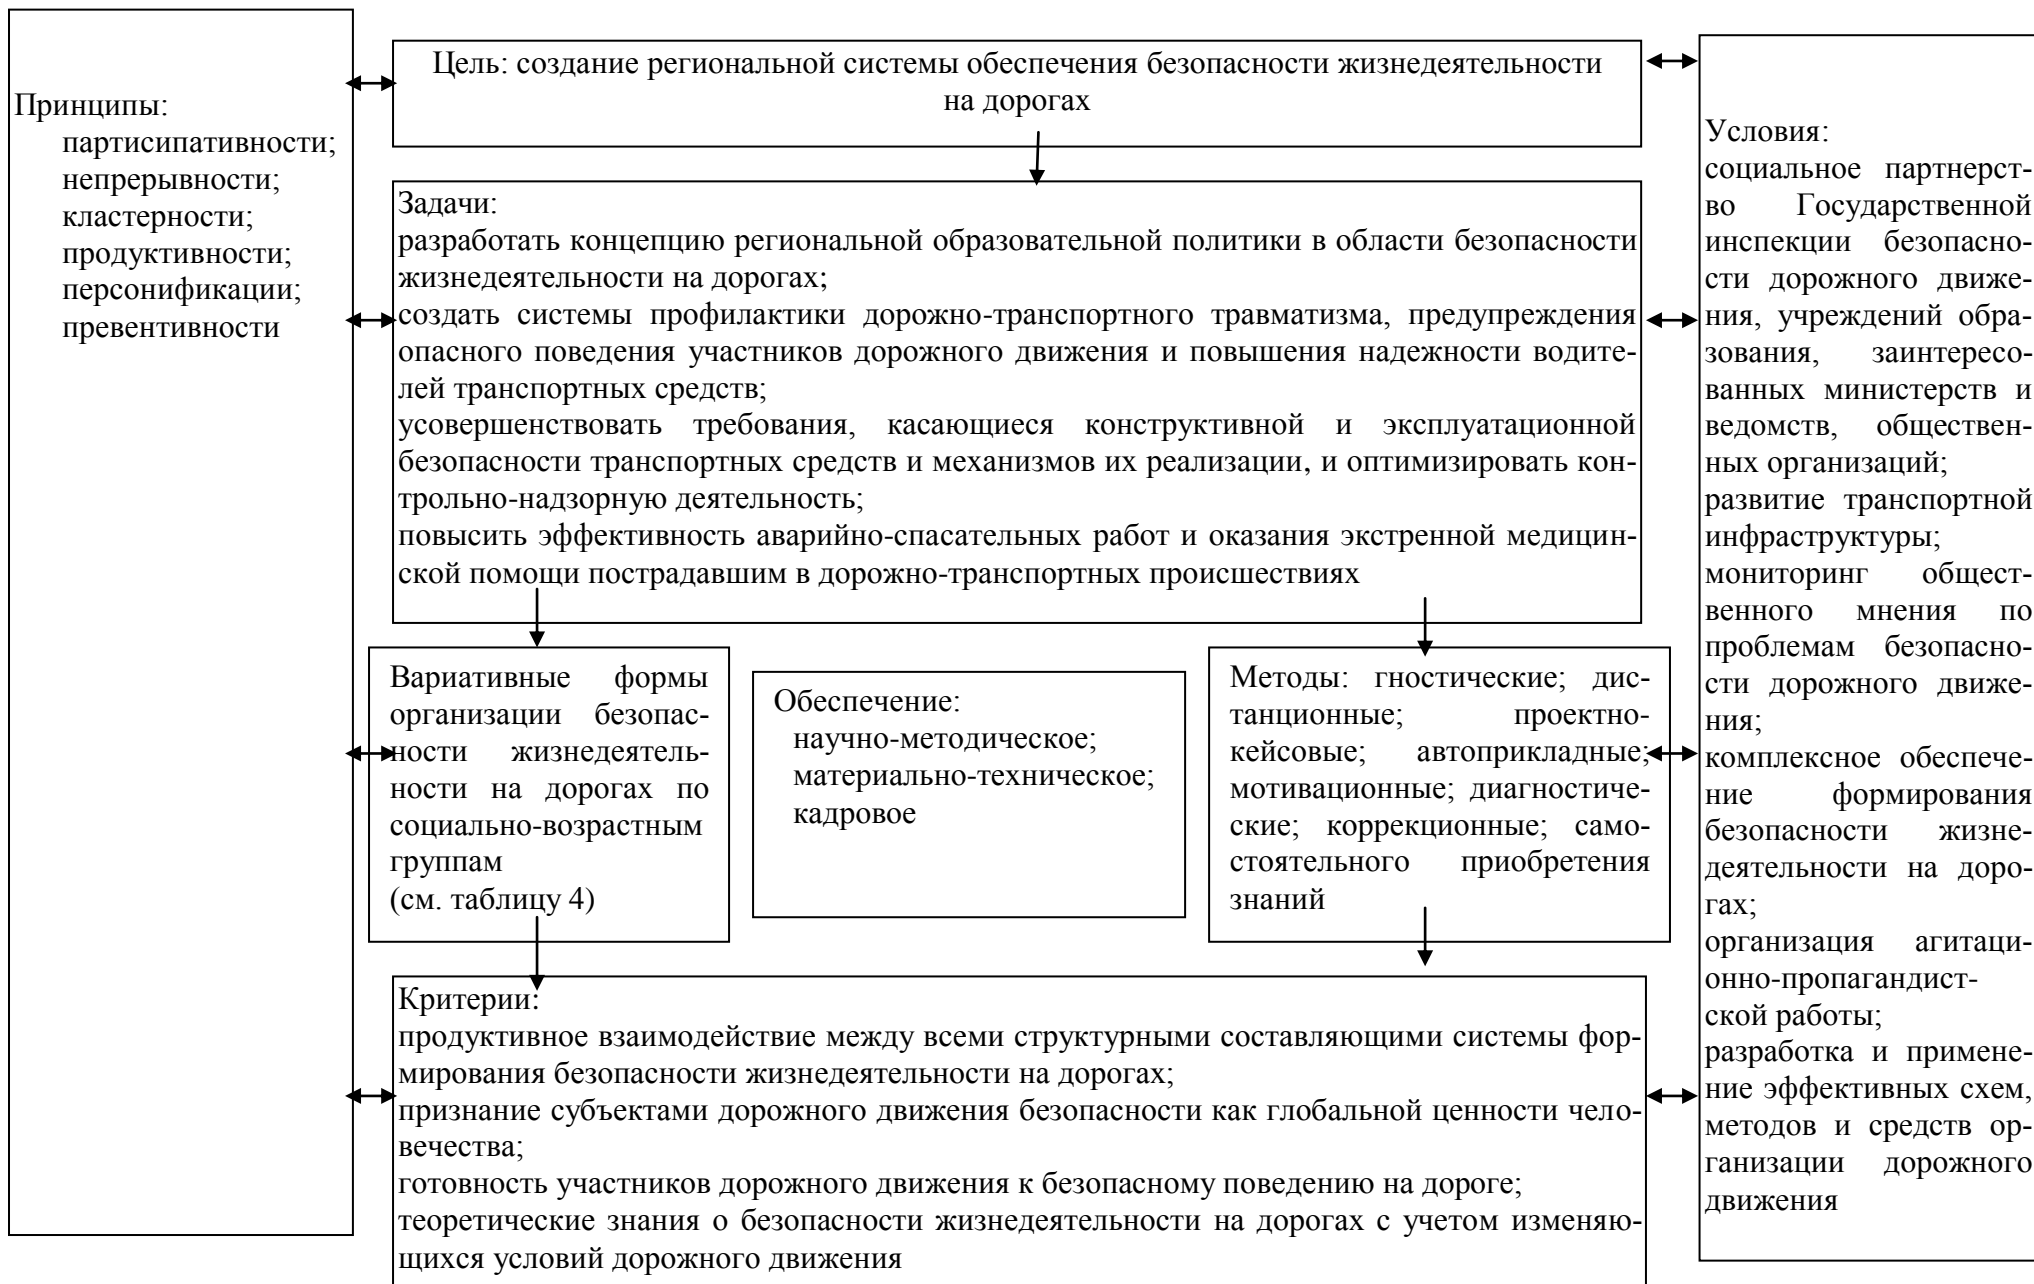 Принципы:
партисипативности;
непрерывности;
кластерности;
продуктивности;
персонификации;
превентивности
Цель: создание региональной системы обеспечения безопасности жизнедеятельности
на дорогах
Задачи:
разработать концепцию региональной образовательной политики в области безопасности
жизнедеятельности на дорогах;
создать системы профилактики дорожно-транспортного травматизма, предупреждения
опасного поведения участников дорожного движения и повышения надежности водите-
лей транспортных средств;
усовершенствовать требования, касающиеся конструктивной и эксплуатационной
безопасности транспортных средств и механизмов их реализации, и оптимизировать кон-
трольно-надзорную деятельность;
повысить эффективность аварийно-спасательных работ и оказания экстренной медицин-
ской помощи пострадавшим в дорожно-транспортных происшествиях
Вариативные формы
организации безопас-
ности жизнедеятель-
ности на дорогах по
социально-возрастным
группам
(см. таблицу 4)
Обеспечение:
научно-методическое;
материально-техническое;
кадровое
Методы: гностические; дис-
танционные; проектно-
кейсовые; автоприкладные;
мотивационные; диагностиче-
ские; коррекционные; само-
стоятельного приобретения
знаний
Критерии:
продуктивное взаимодействие между всеми структурными составляющими системы фор-
мирования безопасности жизнедеятельности на дорогах;
признание субъектами дорожного движения безопасности как глобальной ценности чело-
вечества;
готовность участников дорожного движения к безопасному поведению на дороге;
теоретические знания о безопасности жизнедеятельности на дорогах с учетом изменяю-
щихся условий дорожного движения
Условия:
социальное партнерст-
во Государственной
инспекции безопасно-
сти дорожного движе-
ния, учреждений обра-
зования, заинтересо-
ванных министерств и
ведомств, обществен-
ных организаций;
развитие транспортной
инфраструктуры;
мониторинг общест-
венного мнения по
проблемам безопасно-
сти дорожного движе-
ния;
комплексное обеспече-
ние формирования
безопасности жизне-
деятельности на доро-
гах;
организация агитаци-
онно-пропагандист-
ской работы;
разработка и примене-
ние эффективных схем,
методов и средств ор-
ганизации дорожного
движения